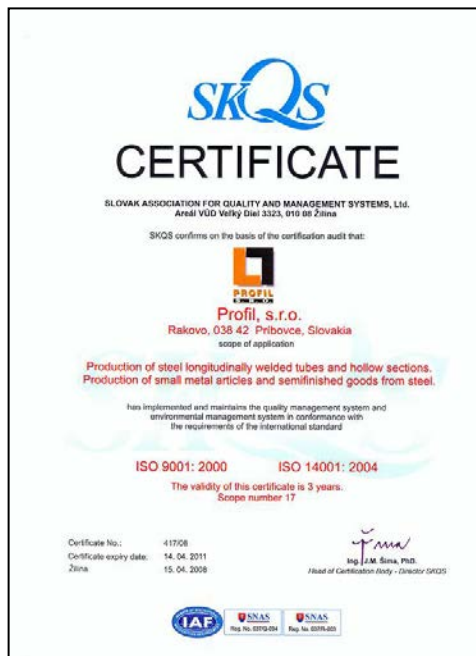 SKQS
CERTIFICATE
SLOVAK ASSOCIATION FOR QUALITY AND MANAGEMENT SYSTEMS, Ltd.
Areál VÚD Veľký Diel 3323, 010 08 Žilina
SKQS confirms on the basis of the certification audit that:
PROFIL
S.R.O.
Profil, s.r.o.
Rakovo, 038 42 Pribovce, Slovakia
scope of application
Production of steel longitudinally welded tubes and hollow sections.
Production of small metal articles and semifinished goods from steel.
has implemented and maintains the quality management system and
environmental management system in conformance with
the requirements of the international standard
ISO 9001: 2000 ISO 14001: 2004
The validity of this certificate is 3 years.
Scope number 17
Certificate No.: 417/08
Certificate expiry date: 14. 04. 2011
Žilina 15. 04. 2008
Ing. J.M. Šima, PhD.
Head of Certification Body - Director SKQS
IAF
SNAS
Reg. No.
SNAS
Reg. No.